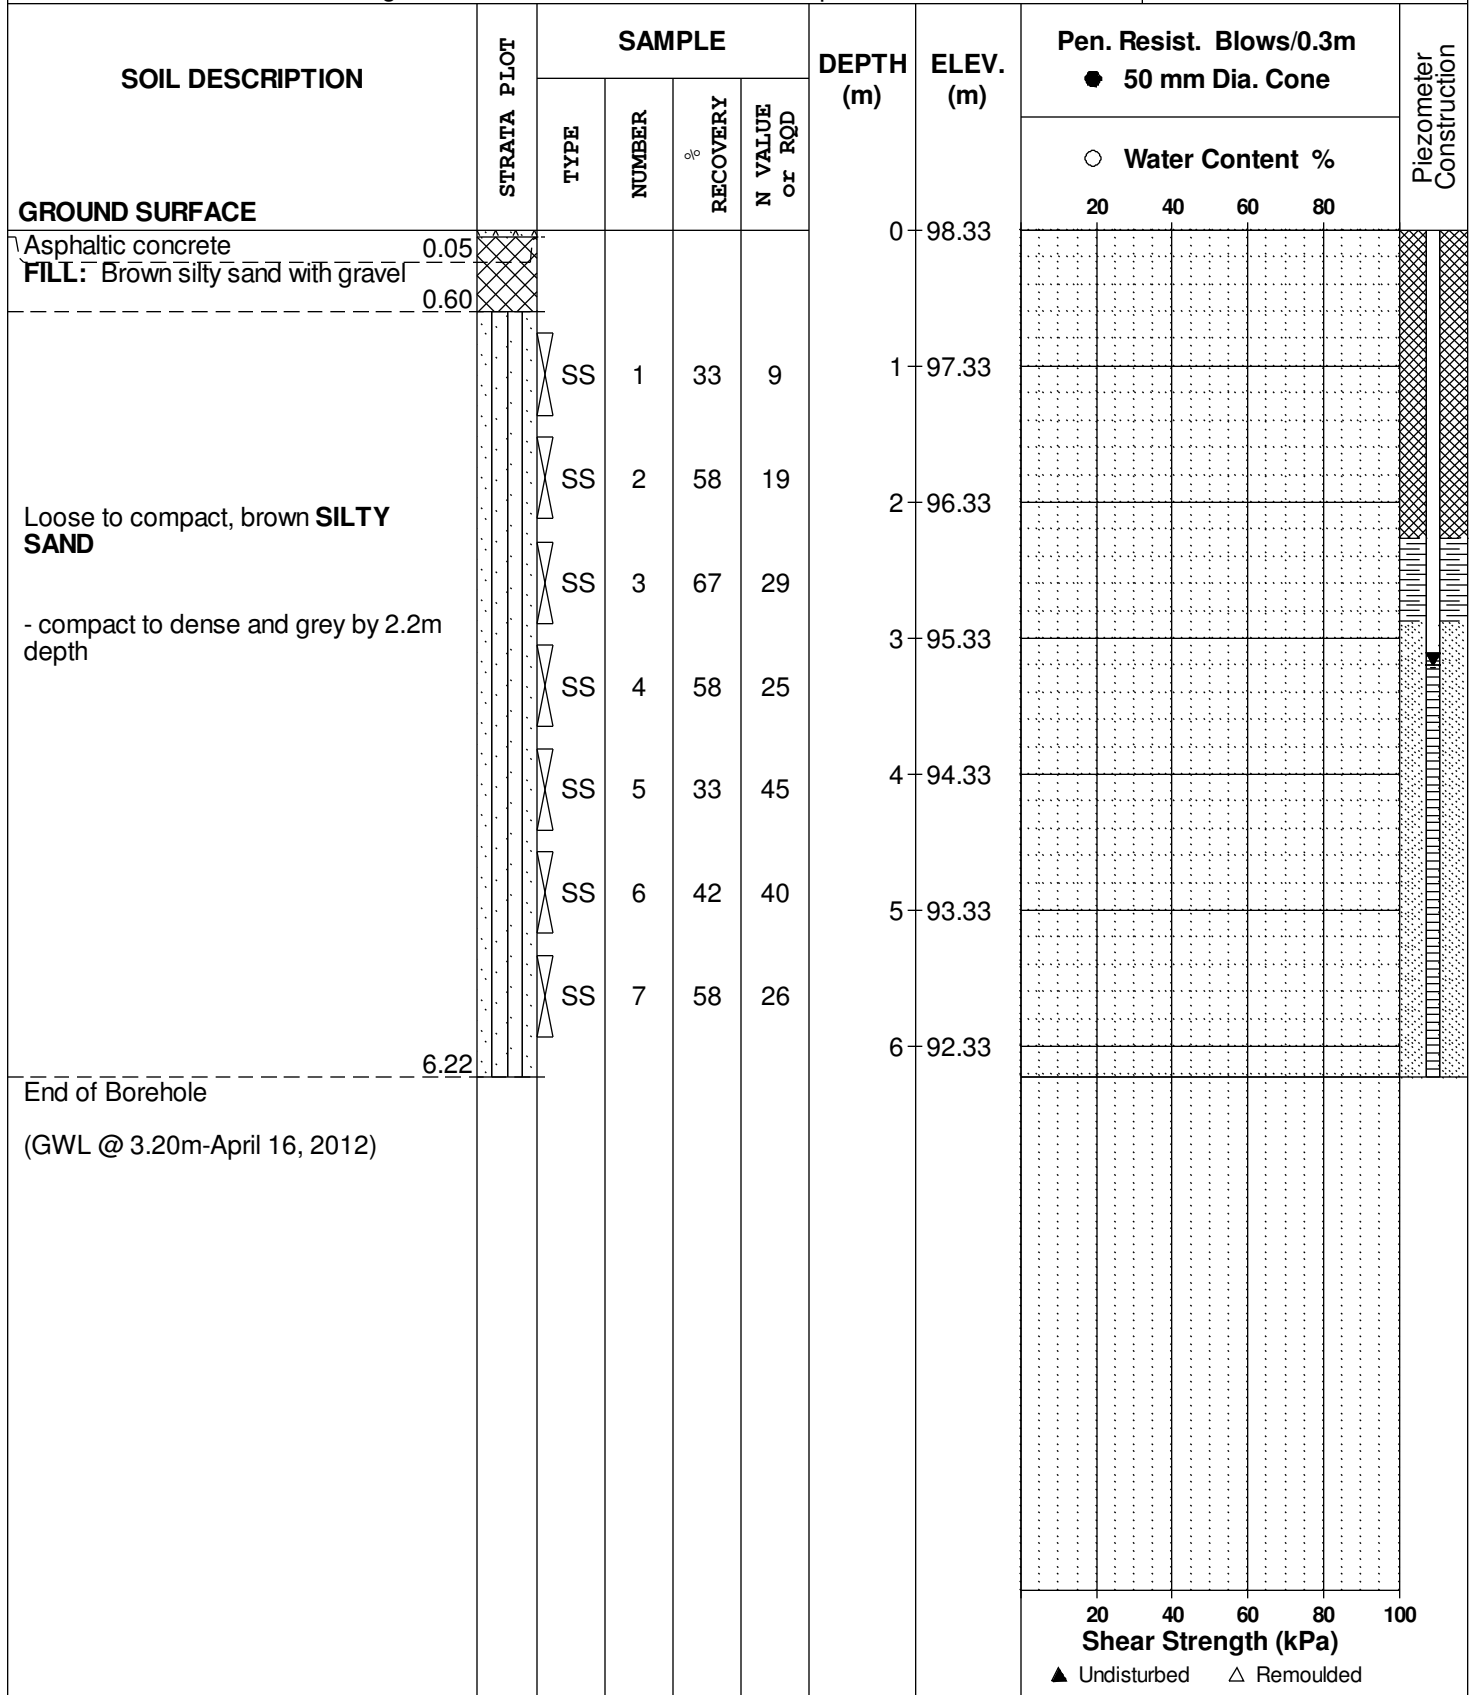 SOIL DESCRIPTION
GROUND SURFACE
STRATA PLOT
SAMPLE
TYPE
NUMBER
% RECOVERY
N VALUE or RQD
DEPTH (m)
ELEV. (m)
Pen. Resist. Blows/0.3m
● 50 mm Dia. Cone
○ Water Content %
20 40 60 80
Piezometer Construction
Asphaltic concrete 0.05
FILL: Brown silty sand with gravel
0.60
0 98.33
SS 1 33 9
1 97.33
SS 2 58 19
2 96.33
Loose to compact, brown SILTY
SAND
SS 3 67 29
- compact to dense and grey by 2.2m
depth
3 95.33
SS 4 58 25
4 94.33
SS 5 33 45
SS 6 42 40
5 93.33
SS 7 58 26
6 92.33
6.22
End of Borehole
(GWL @ 3.20m-April 16, 2012)
20 40 60 80 100
Shear Strength (kPa)
▲ Undisturbed △ Remoulded